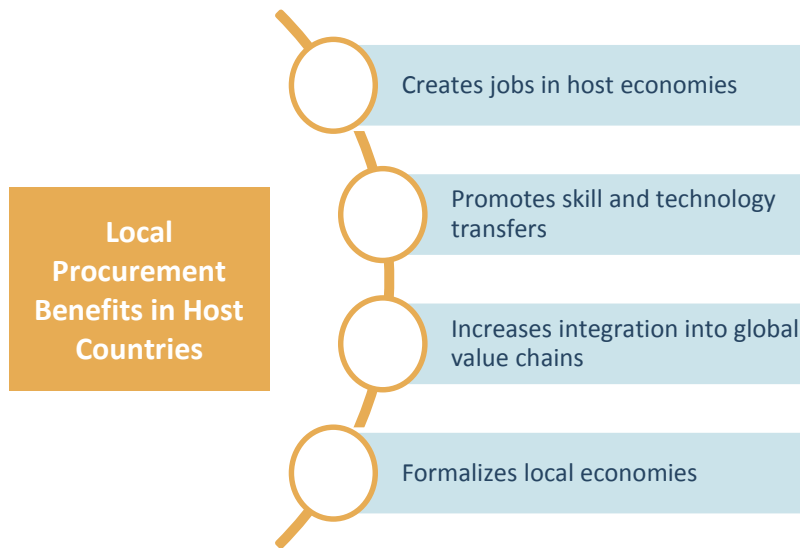 Local
Procurement
Benefits in Host
Countries
Creates jobs in host economies
Promotes skill and technology
transfers
Increases integration into global
value chains
Formalizes local economies